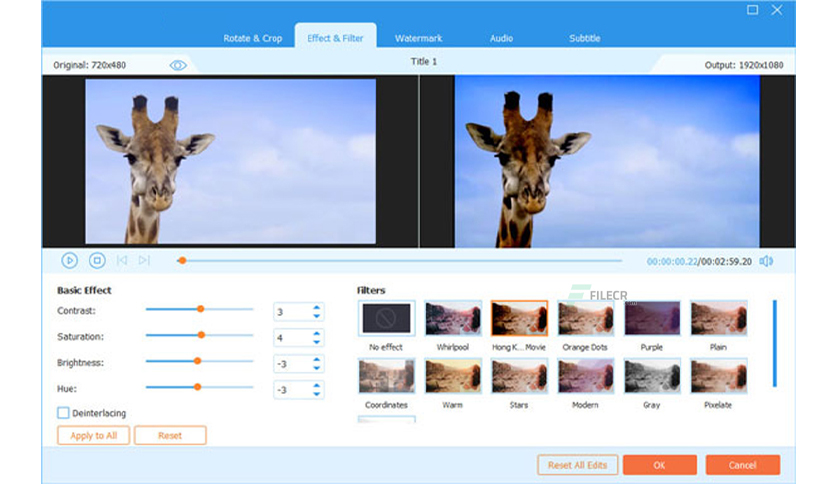 Rotate & Crop
Effect & Filter
Watermark
Audio
Subtitle
Original: 720x480
Title 1
Output: 1920x1080
00:00:00.22/00:02:59.20
Basic Effect
Contrast:
3
Saturation:
4
Brightness:
-3
Hue:
-3
Deinterlacing
Apply to All
Reset
Filters
FILECR
No effect
Whirlpool
Hong K... Movie
Orange Dots
Purple
Plain
Coordinates
Warm
Stars
Modern
Gray
Pixelate
Reset All Edits
OK
Cancel